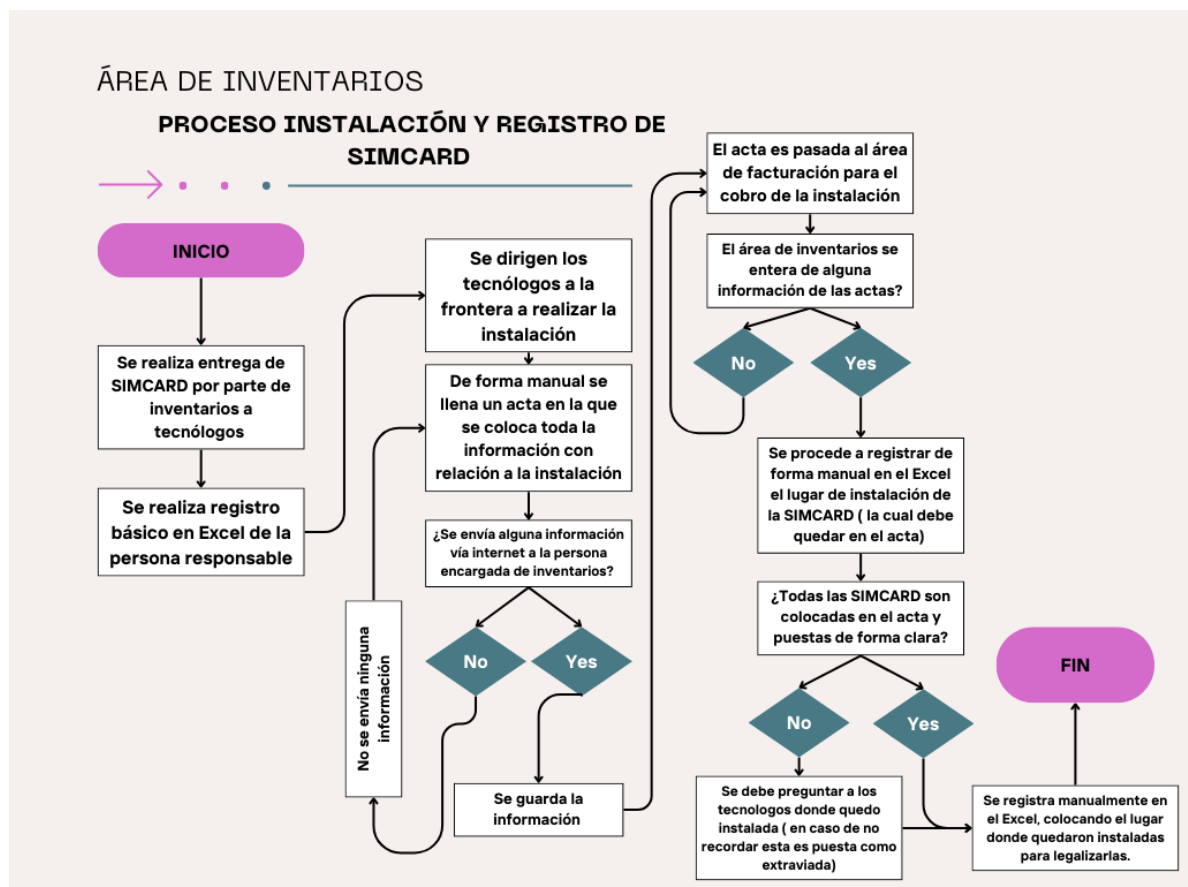 ÁREA DE INVENTARIOS
PROCESO INSTALACIÓN Y REGISTRO DE
SIMCARD
INICIO
Se realiza entrega de
SIMCARD por parte de
inventarios a
tecnólogos
Se realiza registro
básico en Excel de la
persona responsable
Se dirigen los
tecnólogos a la
frontera a realizar la
instalación
De forma manual se
llena un acta en la que
se coloca toda la
información con
relación a la instalación
¿Se envía alguna información
vía internet a la persona
encargada de inventarios?
No
Yes
No se envía ninguna
información
Se guarda la
información
El acta es pasada al área
de facturación para el
cobro de la instalación
El área de inventarios se
entera de alguna
información de las actas?
No
Yes
Se procede a registrar de
forma manual en el Excel
el lugar de instalación de
la SIMCARD ( la cual debe
quedar en el acta)
¿Todas las SIMCARD son
colocadas en el acta y
puestas de forma clara?
No
Yes
Se debe preguntar a los
tecnologos donde quedo
instalada ( en caso de no
recordar esta es puesta como
extraviada)
Se registra manualmente en
el Excel, colocando el lugar
donde quedaron instaladas
para legalizarlas.
FIN